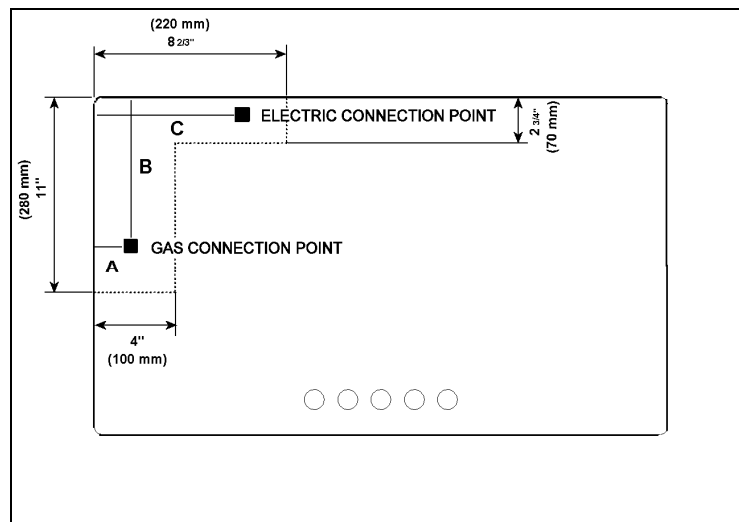 (220 mm)
8 2/3"
ELECTRIC CONNECTION POINT
C
2 3/4"
(70 mm)
B
(280 mm)
11"
GAS CONNECTION POINT
A
4"
(100 mm)